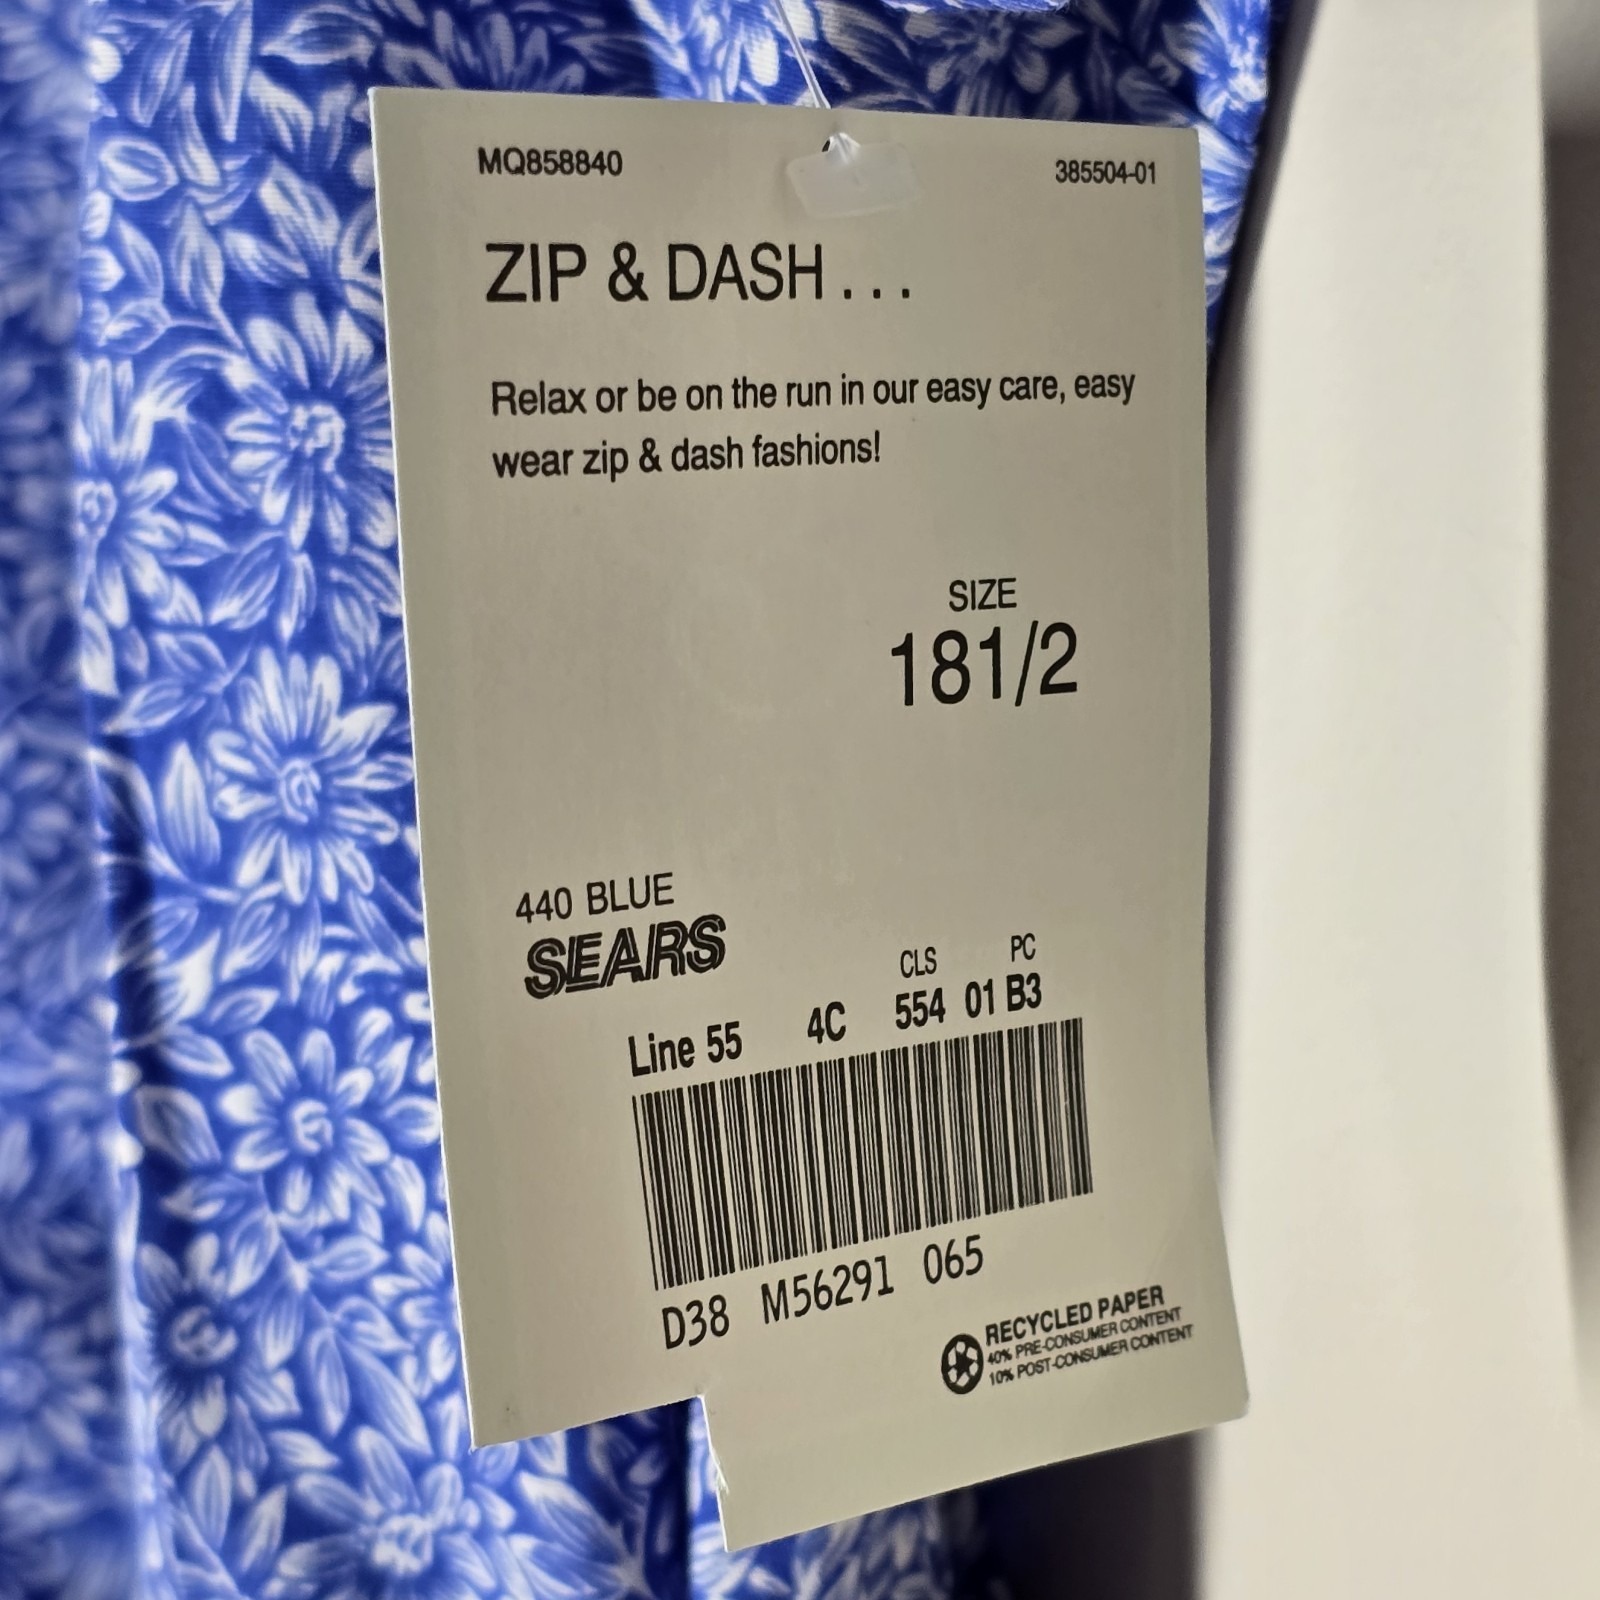 MQ858840
385504-01
ZIP & DASH...
Relax or be on the run in our easy care, easy
wear zip & dash fashions!
SIZE
181/2
440 BLUE
SEARS
CLS PC
Line 55 4C 554 01 B3
D38 M56291 065
RECYCLED PAPER
40% PRE-CONSUMER CONTENT
10% POST-CONSUMER CONTENT